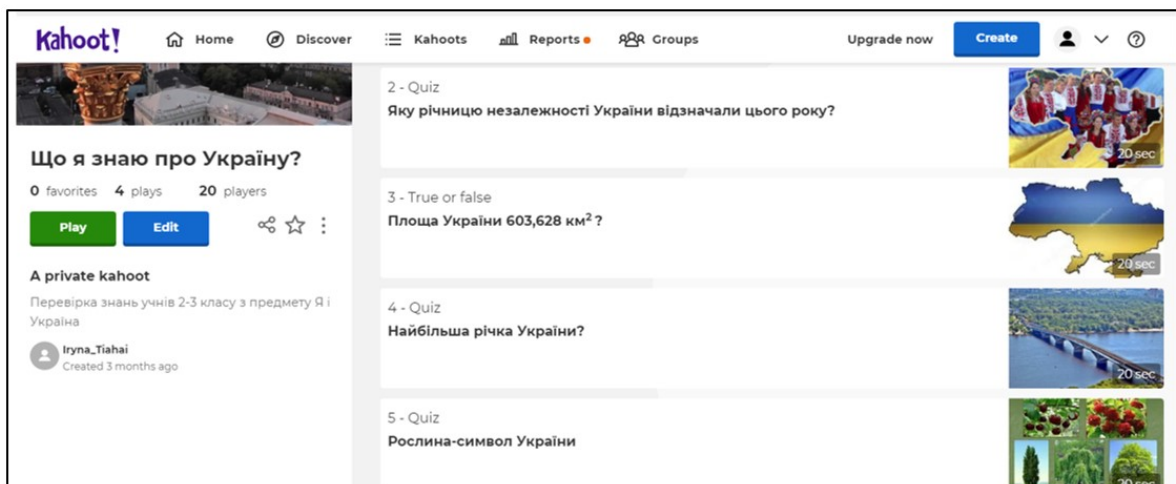 Kahoot!
Home
Discover
Kahoots
Reports
Groups
Upgrade now
Create
Що я знаю про Україну?
0 favorites 4 plays 20 players
Play
Edit
A private kahoot
Перевірка знань учнів 2-3 класу з предмету Я і
Україна
Iryna_Tiahai
Created 3 months ago
2 - Quiz
Яку річницю незалежності України відзначали цього року?
20 sec
3 - True or false
Площа України 603,628 км² ?
20 sec
4 - Quiz
Найбільша річка України?
20 sec
5 - Quiz
Рослина-символ України
20 sec